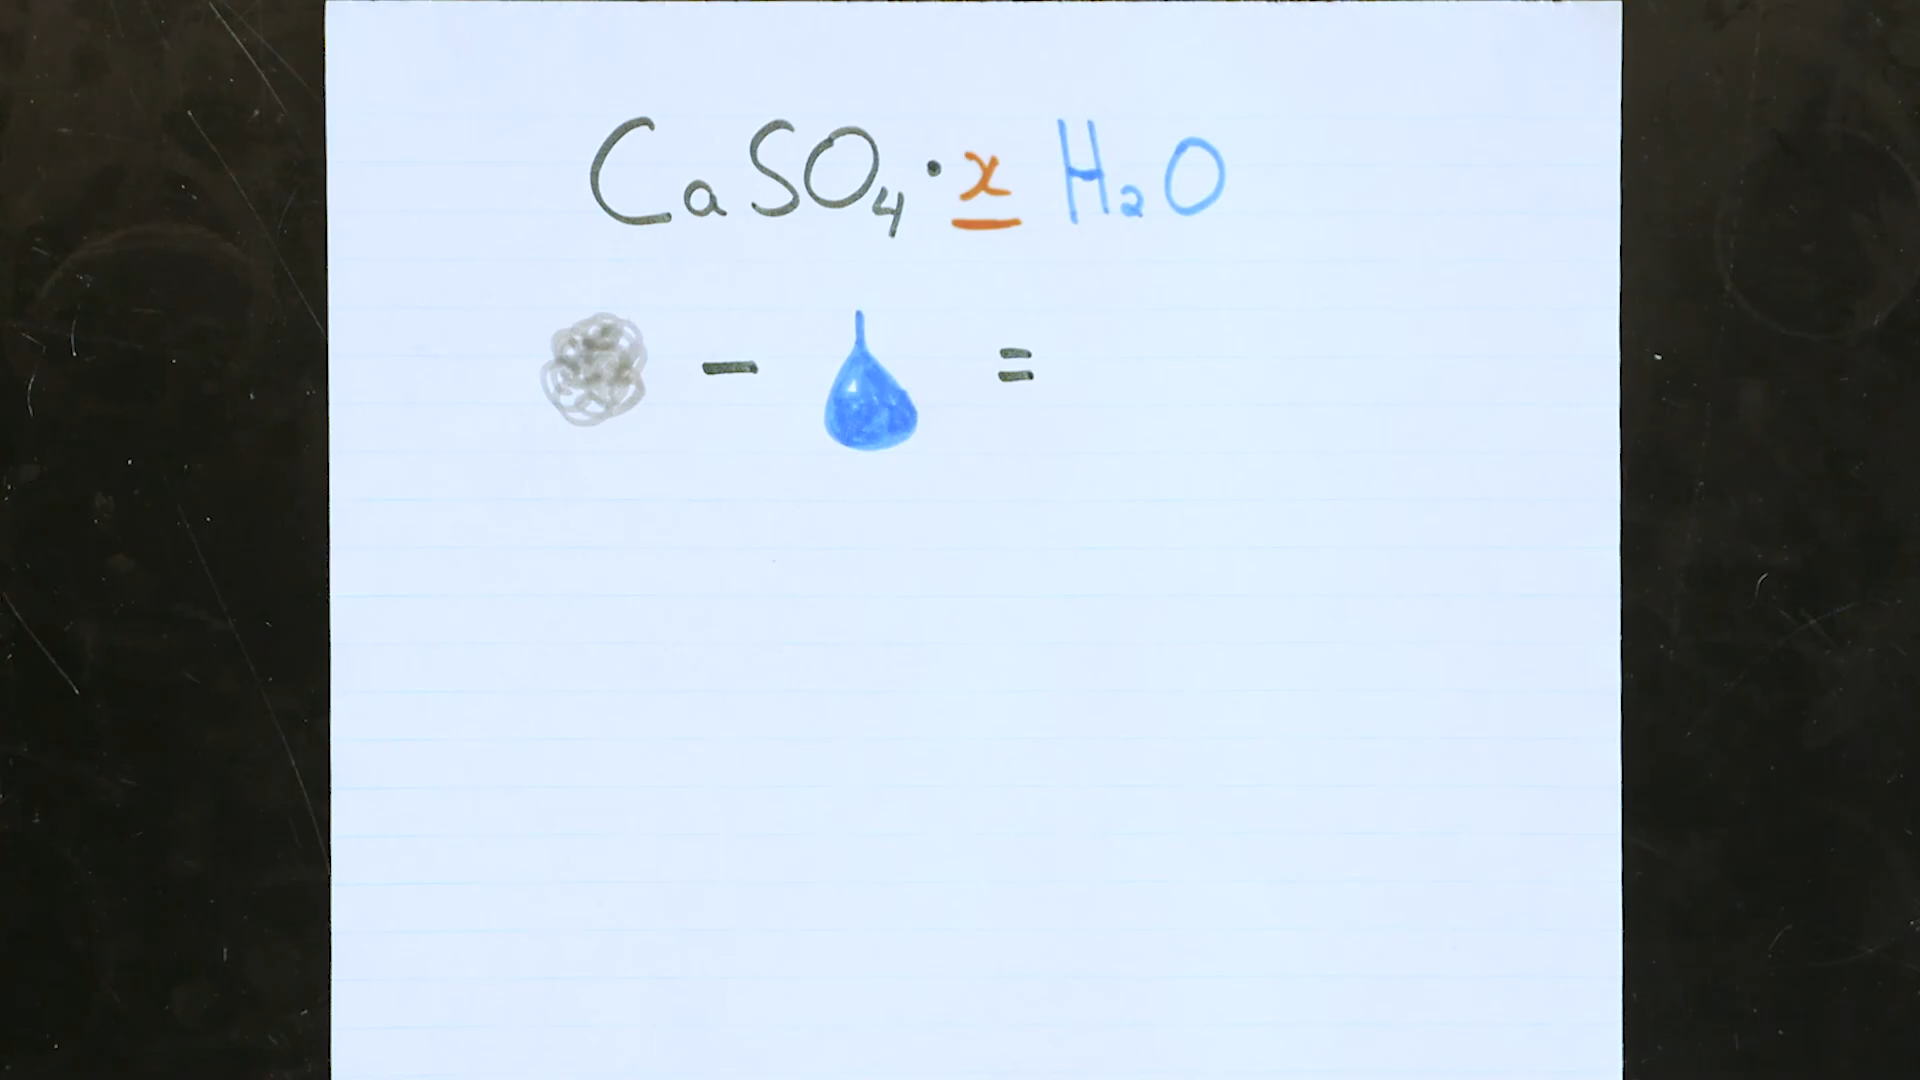 CaSO₄ · x H₂O
− =